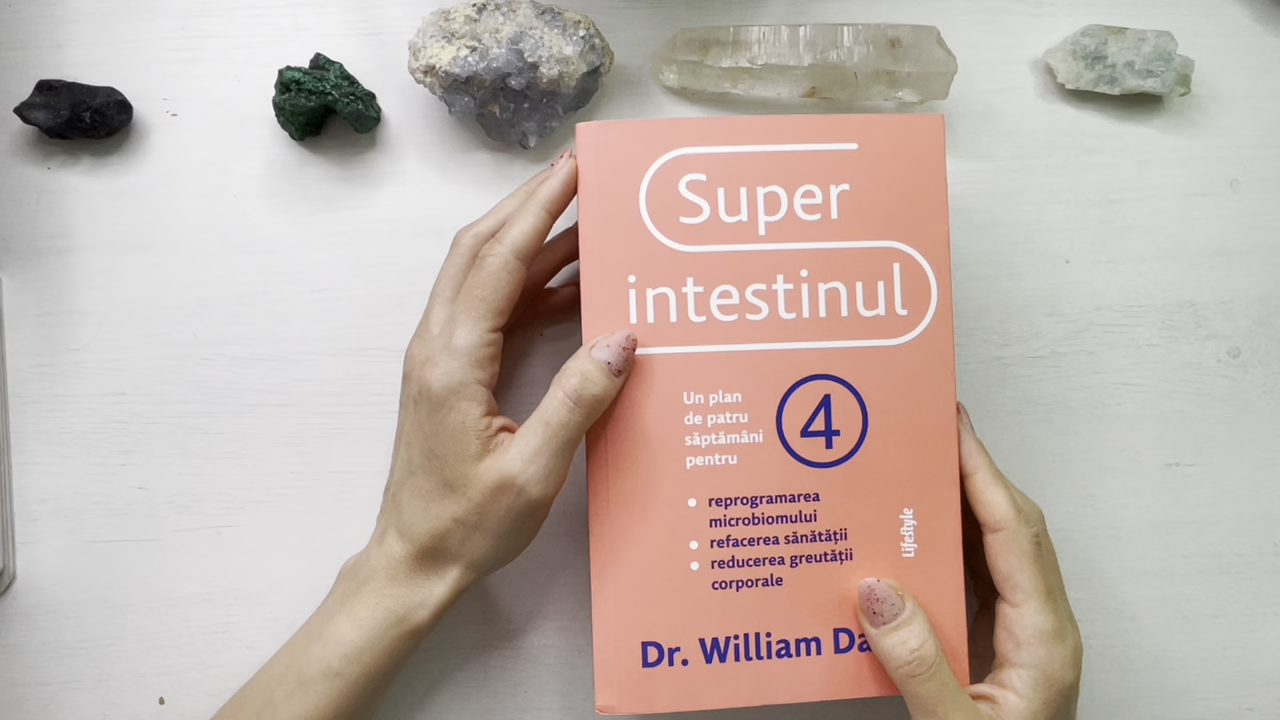 Super
intestinul
Un plan
de patru
săptămâni
pentru
4
reprogramarea
microbiomului
refacerea sănătății
reducerea greutății
corporale
Lifestyle
Dr. William